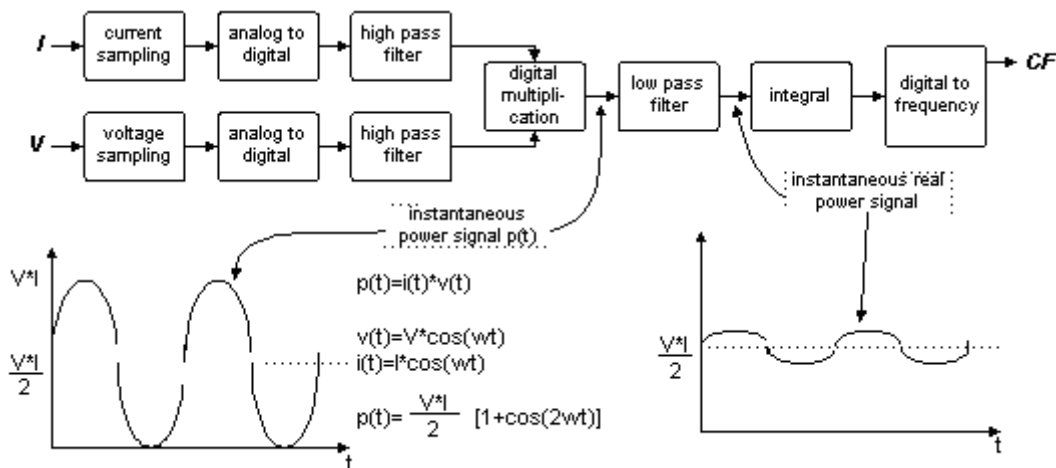 I
current
sampling
analog to
digital
high pass
filter
digital
multipli-
cation
low pass
filter
integral
digital to
frequency
CF
V
voltage
sampling
analog to
digital
high pass
filter
instantaneous
power signal p(t)
instantaneous real
power signal
V*I
V*I
2
t
p(t)=i(t)*v(t)
v(t)=V*cos(wt)
i(t)=I*cos(wt)
p(t)= V*I/2 [1+cos(2wt)]
V*I
2
t